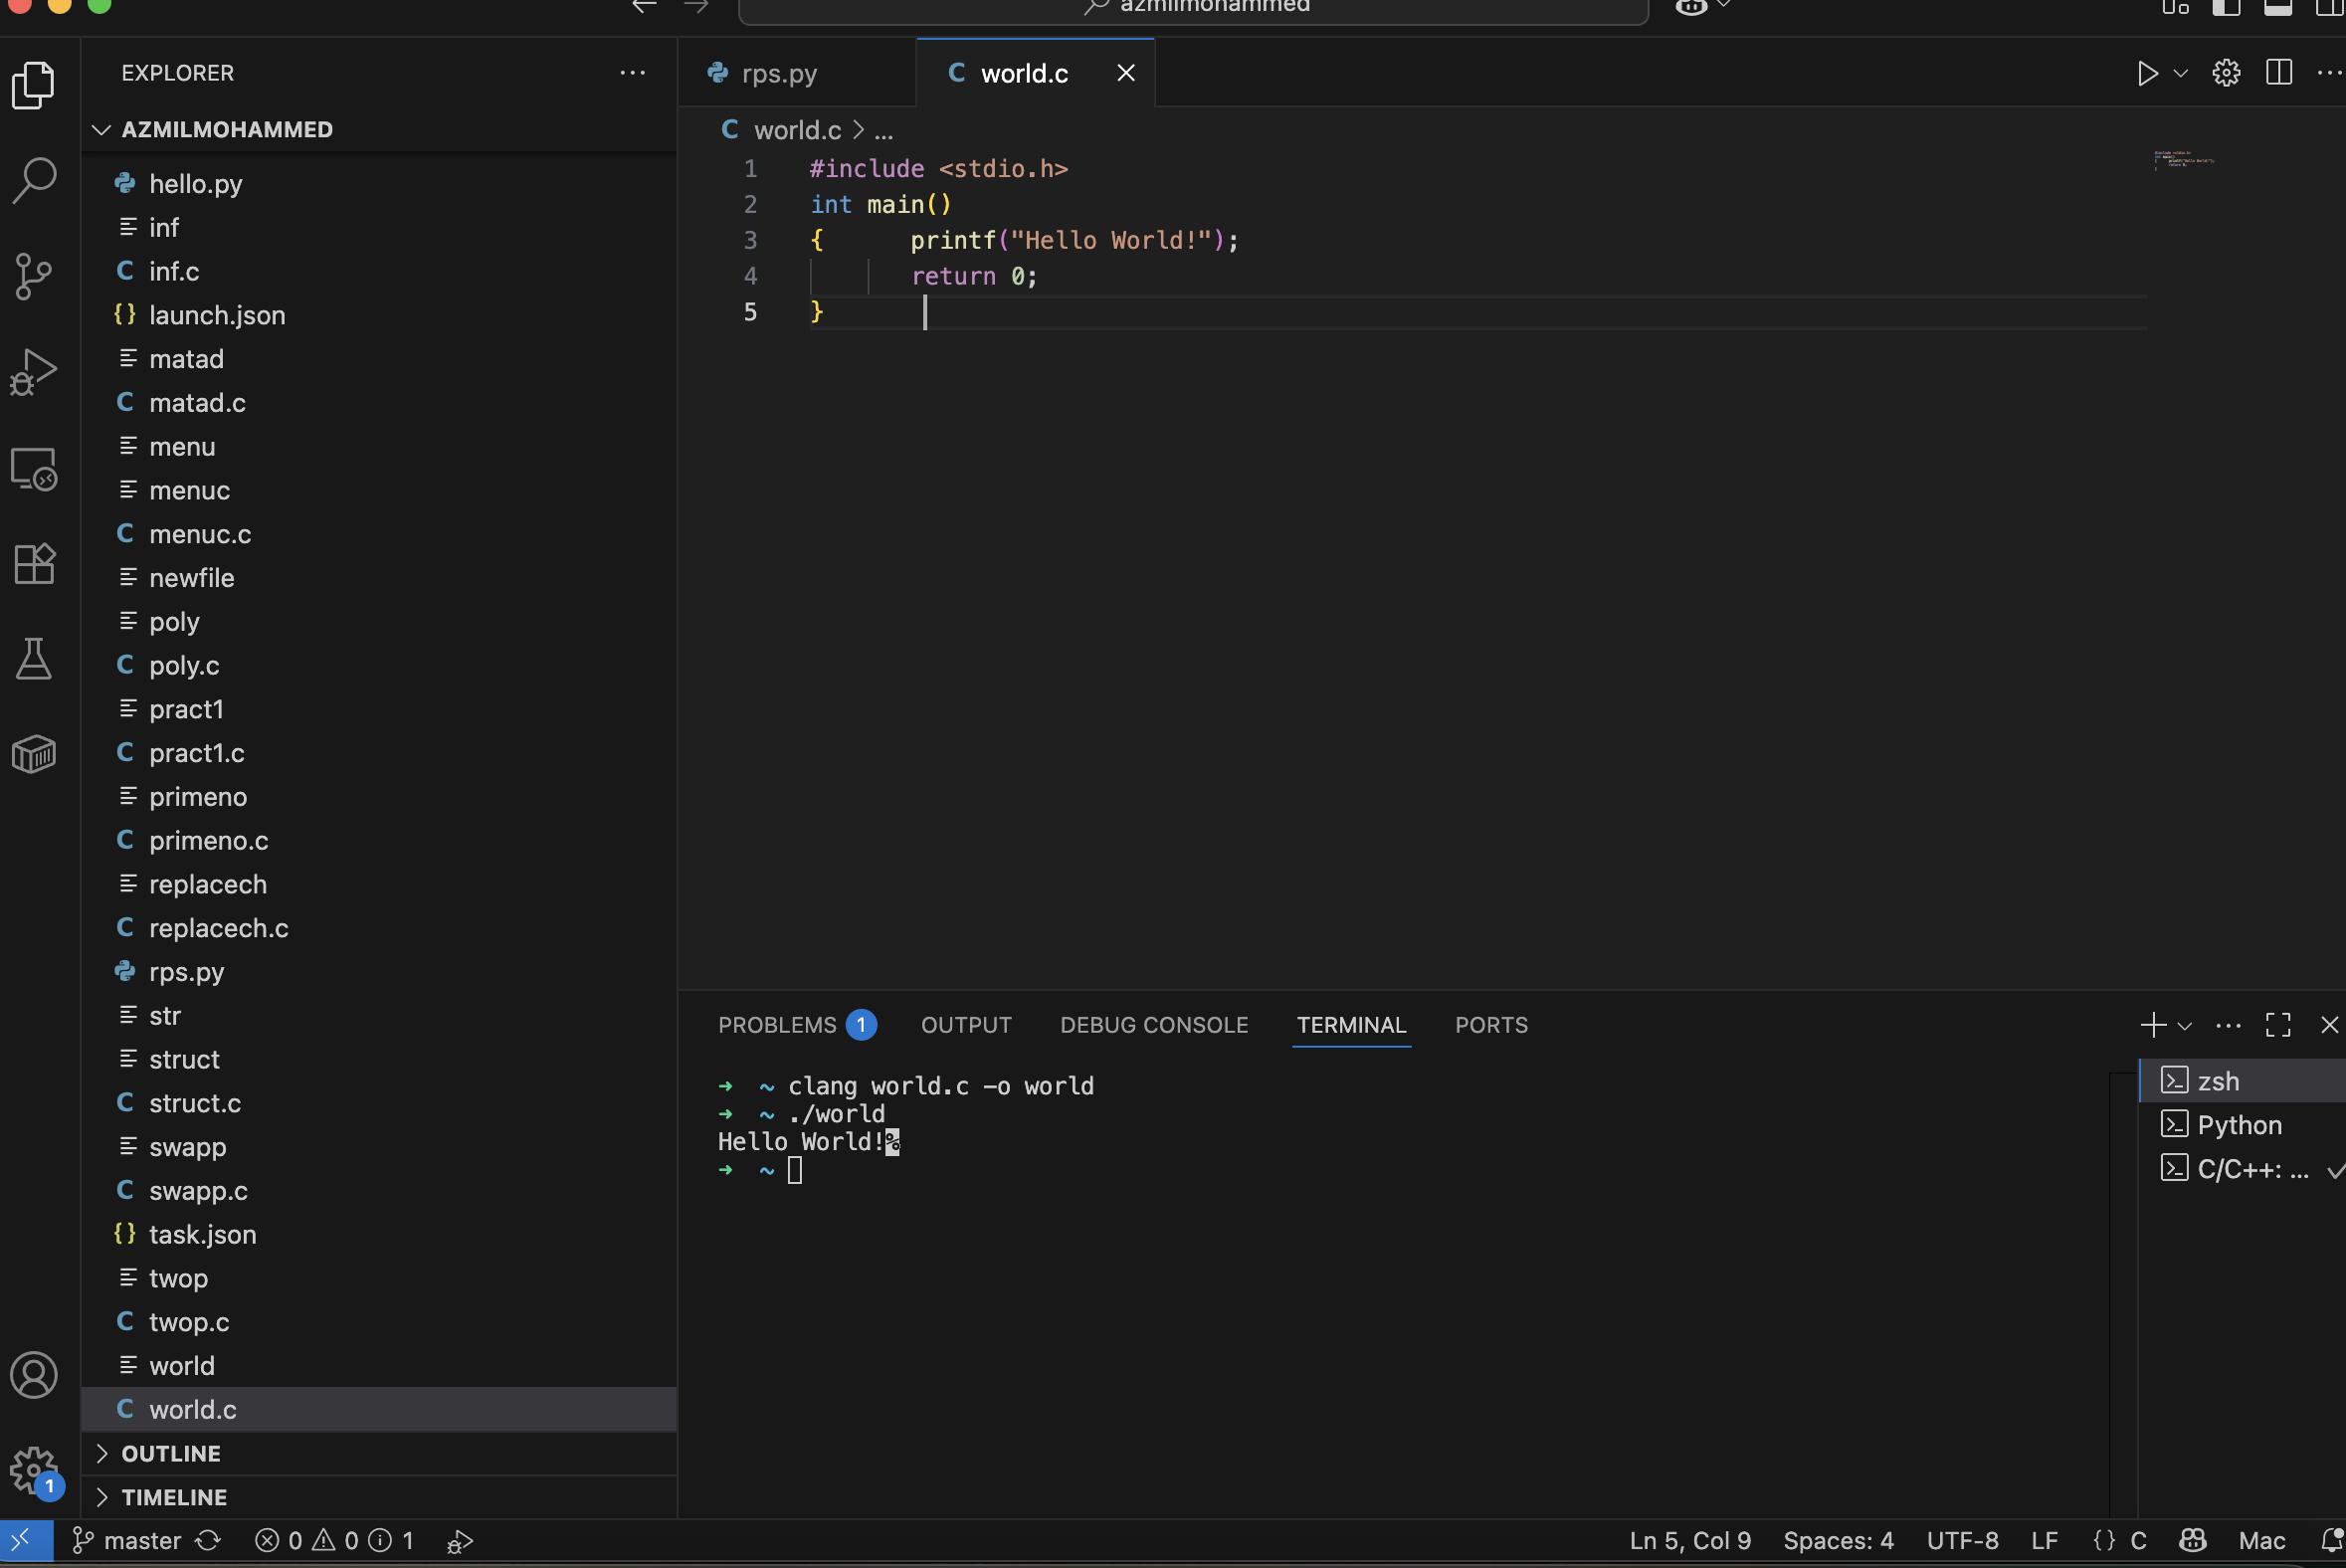 azmilmohammed
EXPLORER
rps.py
world.c
AZMILMOHAMMED
world.c > ...
hello.py
inf
inf.c
launch.json
matad
matad.c
menu
menuc
menuc.c
newfile
poly
poly.c
pract1
pract1.c
primeno
primeno.c
replacech
replacech.c
rps.py
str
struct
struct.c
swapp
swapp.c
task.json
twop
twop.c
world
world.c
OUTLINE
TIMELINE
1 #include <stdio.h>
2 int main()
3 {       printf("Hello World!");
4        return 0;
5 }
PROBLEMS 1 OUTPUT DEBUG CONSOLE TERMINAL PORTS
➜ ~ clang world.c -o world
➜ ~ ./world
Hello World!%
➜ ~
zsh
Python
C/C++: ...
1
master 0 0 1
Ln 5, Col 9 Spaces: 4 UTF-8 LF {} C Mac